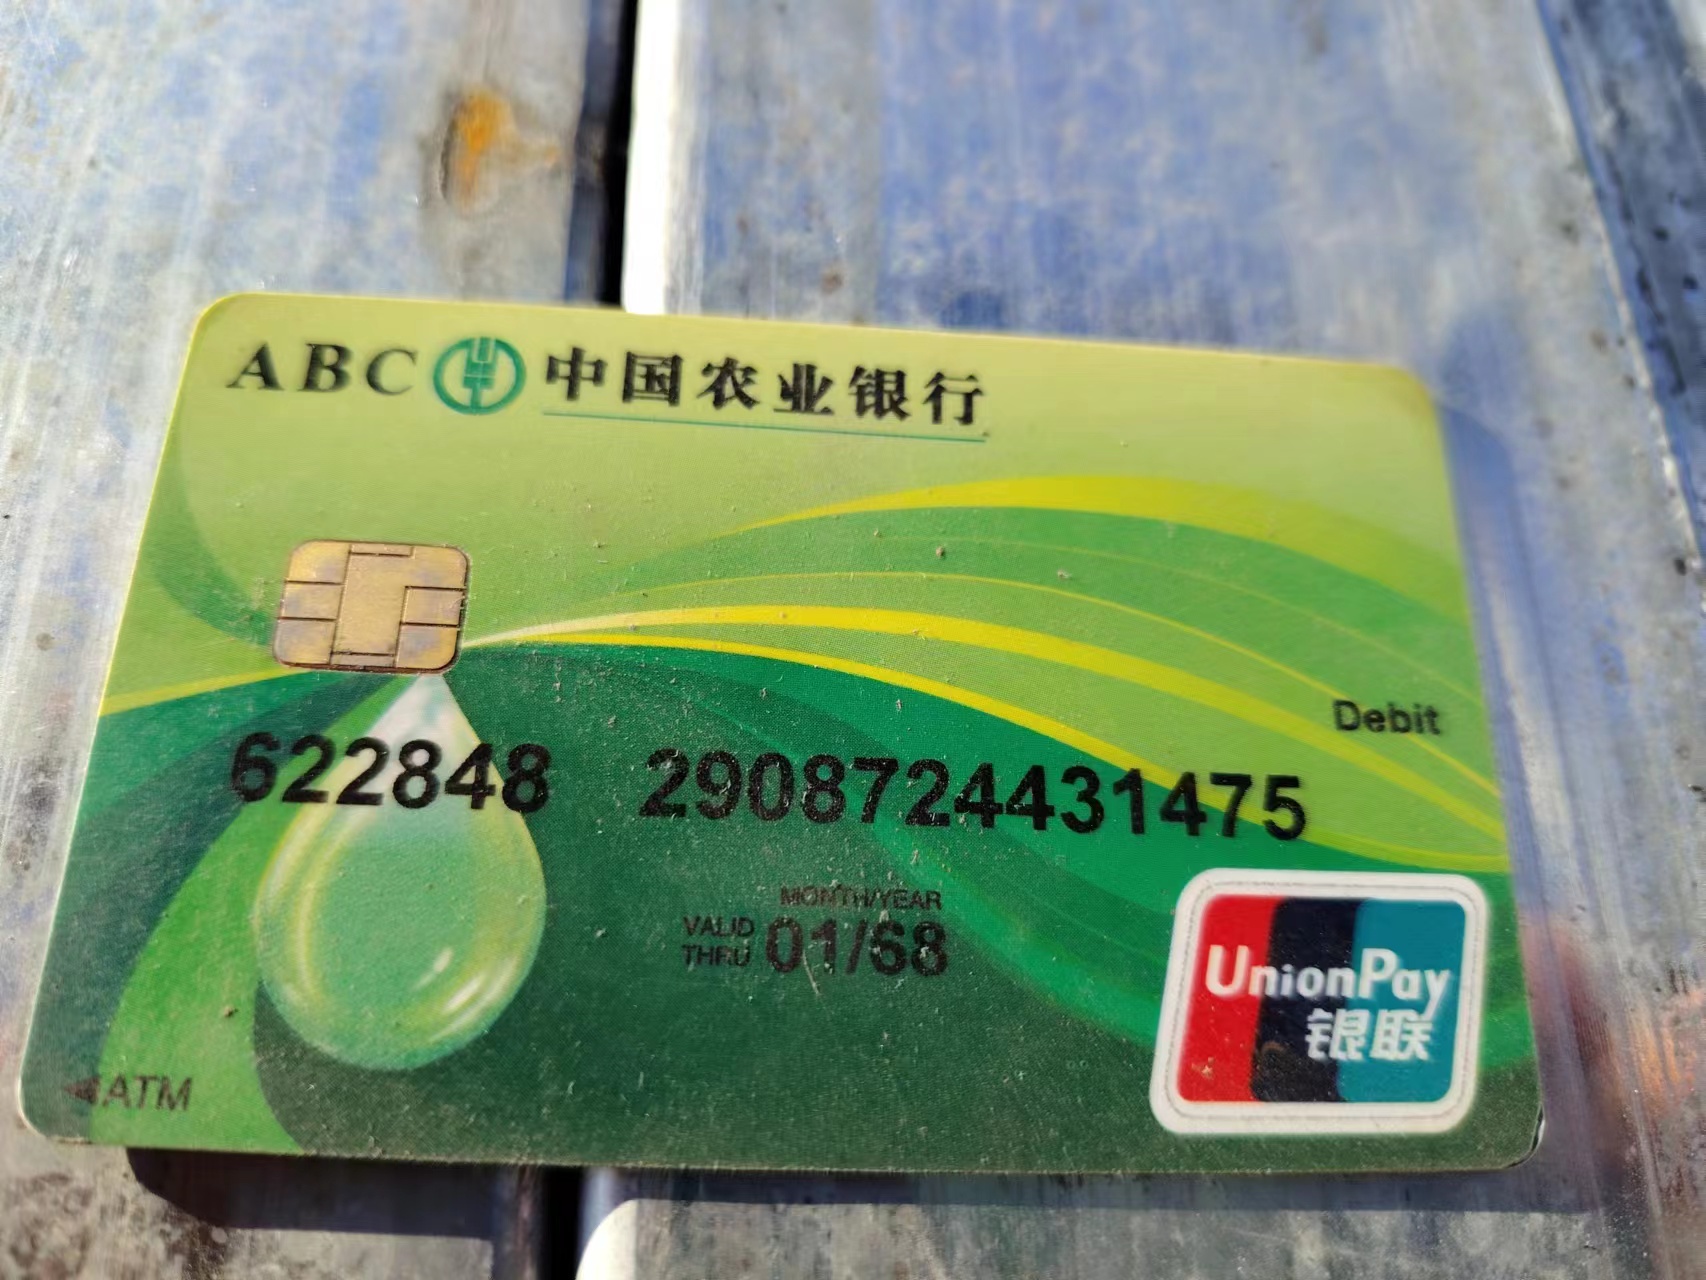 ABC 中国农业银行
Debit
622848 2908724431475
MONTH/YEAR
VALID THRU 01/68
ATM
UnionPay
银联